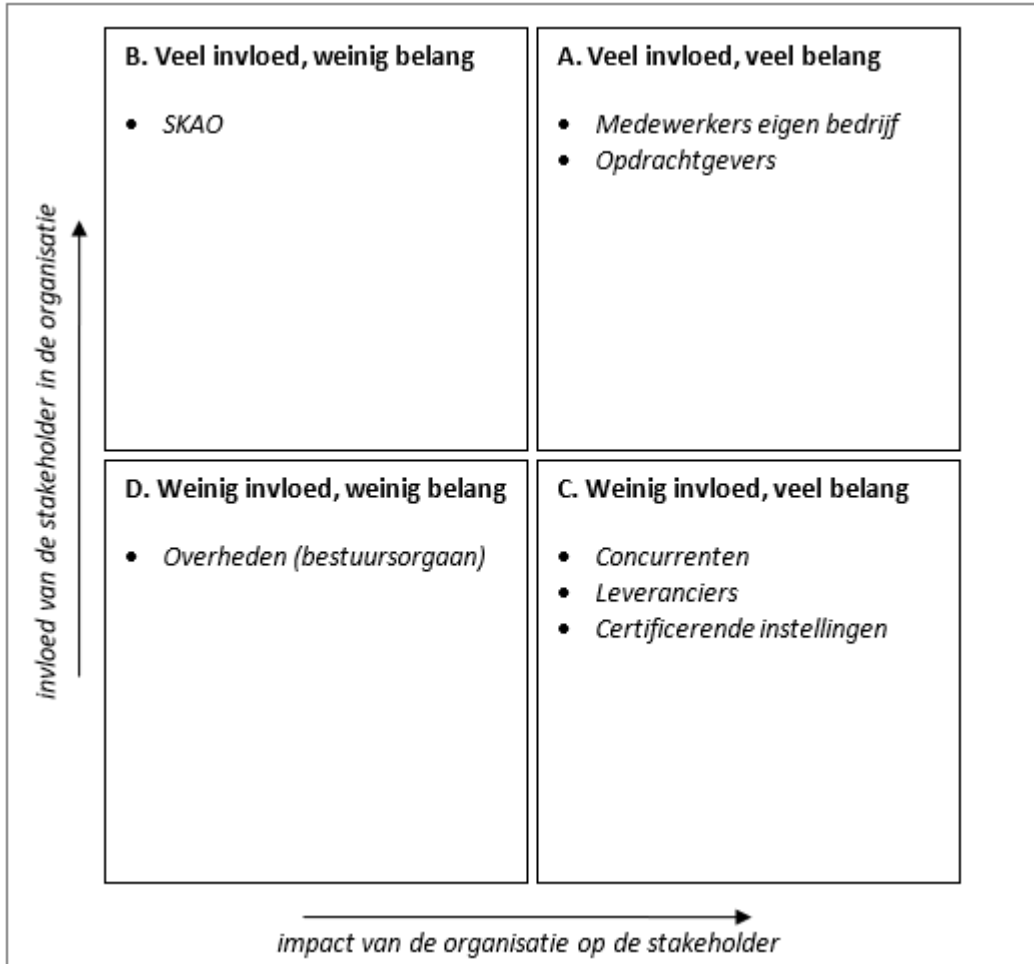 B. Veel invloed, weinig belang
• SKAO
A. Veel invloed, veel belang
• Medewerkers eigen bedrijf
• Opdrachtgevers
D. Weinig invloed, weinig belang
• Overheden (bestuursorgaan)
C. Weinig invloed, veel belang
• Concurrenten
• Leveranciers
• Certificerende instellingen
invloed van de stakeholder in de organisatie
impact van de organisatie op de stakeholder